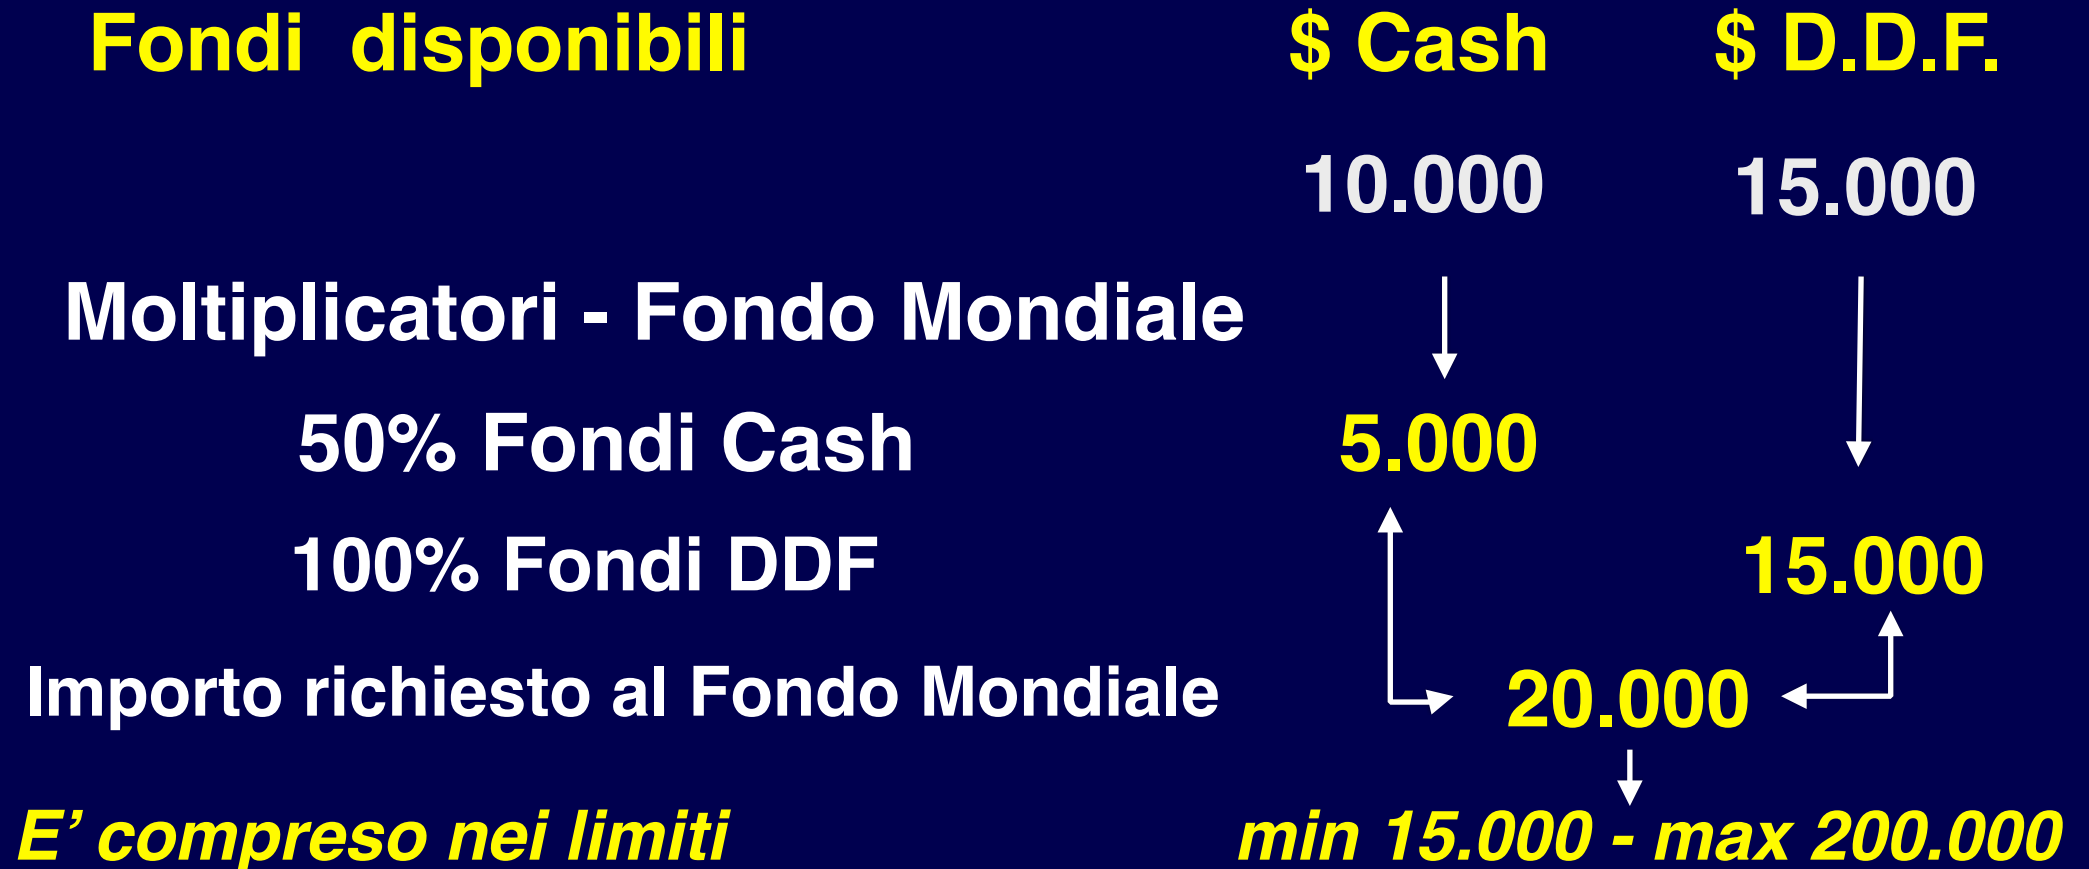 Fondi disponibili $ Cash $ D.D.F.
10.000 15.000
Moltiplicatori - Fondo Mondiale
50% Fondi Cash 5.000
100% Fondi DDF 15.000
Importo richiesto al Fondo Mondiale 20.000
E’ compreso nei limiti min 15.000 - max 200.000